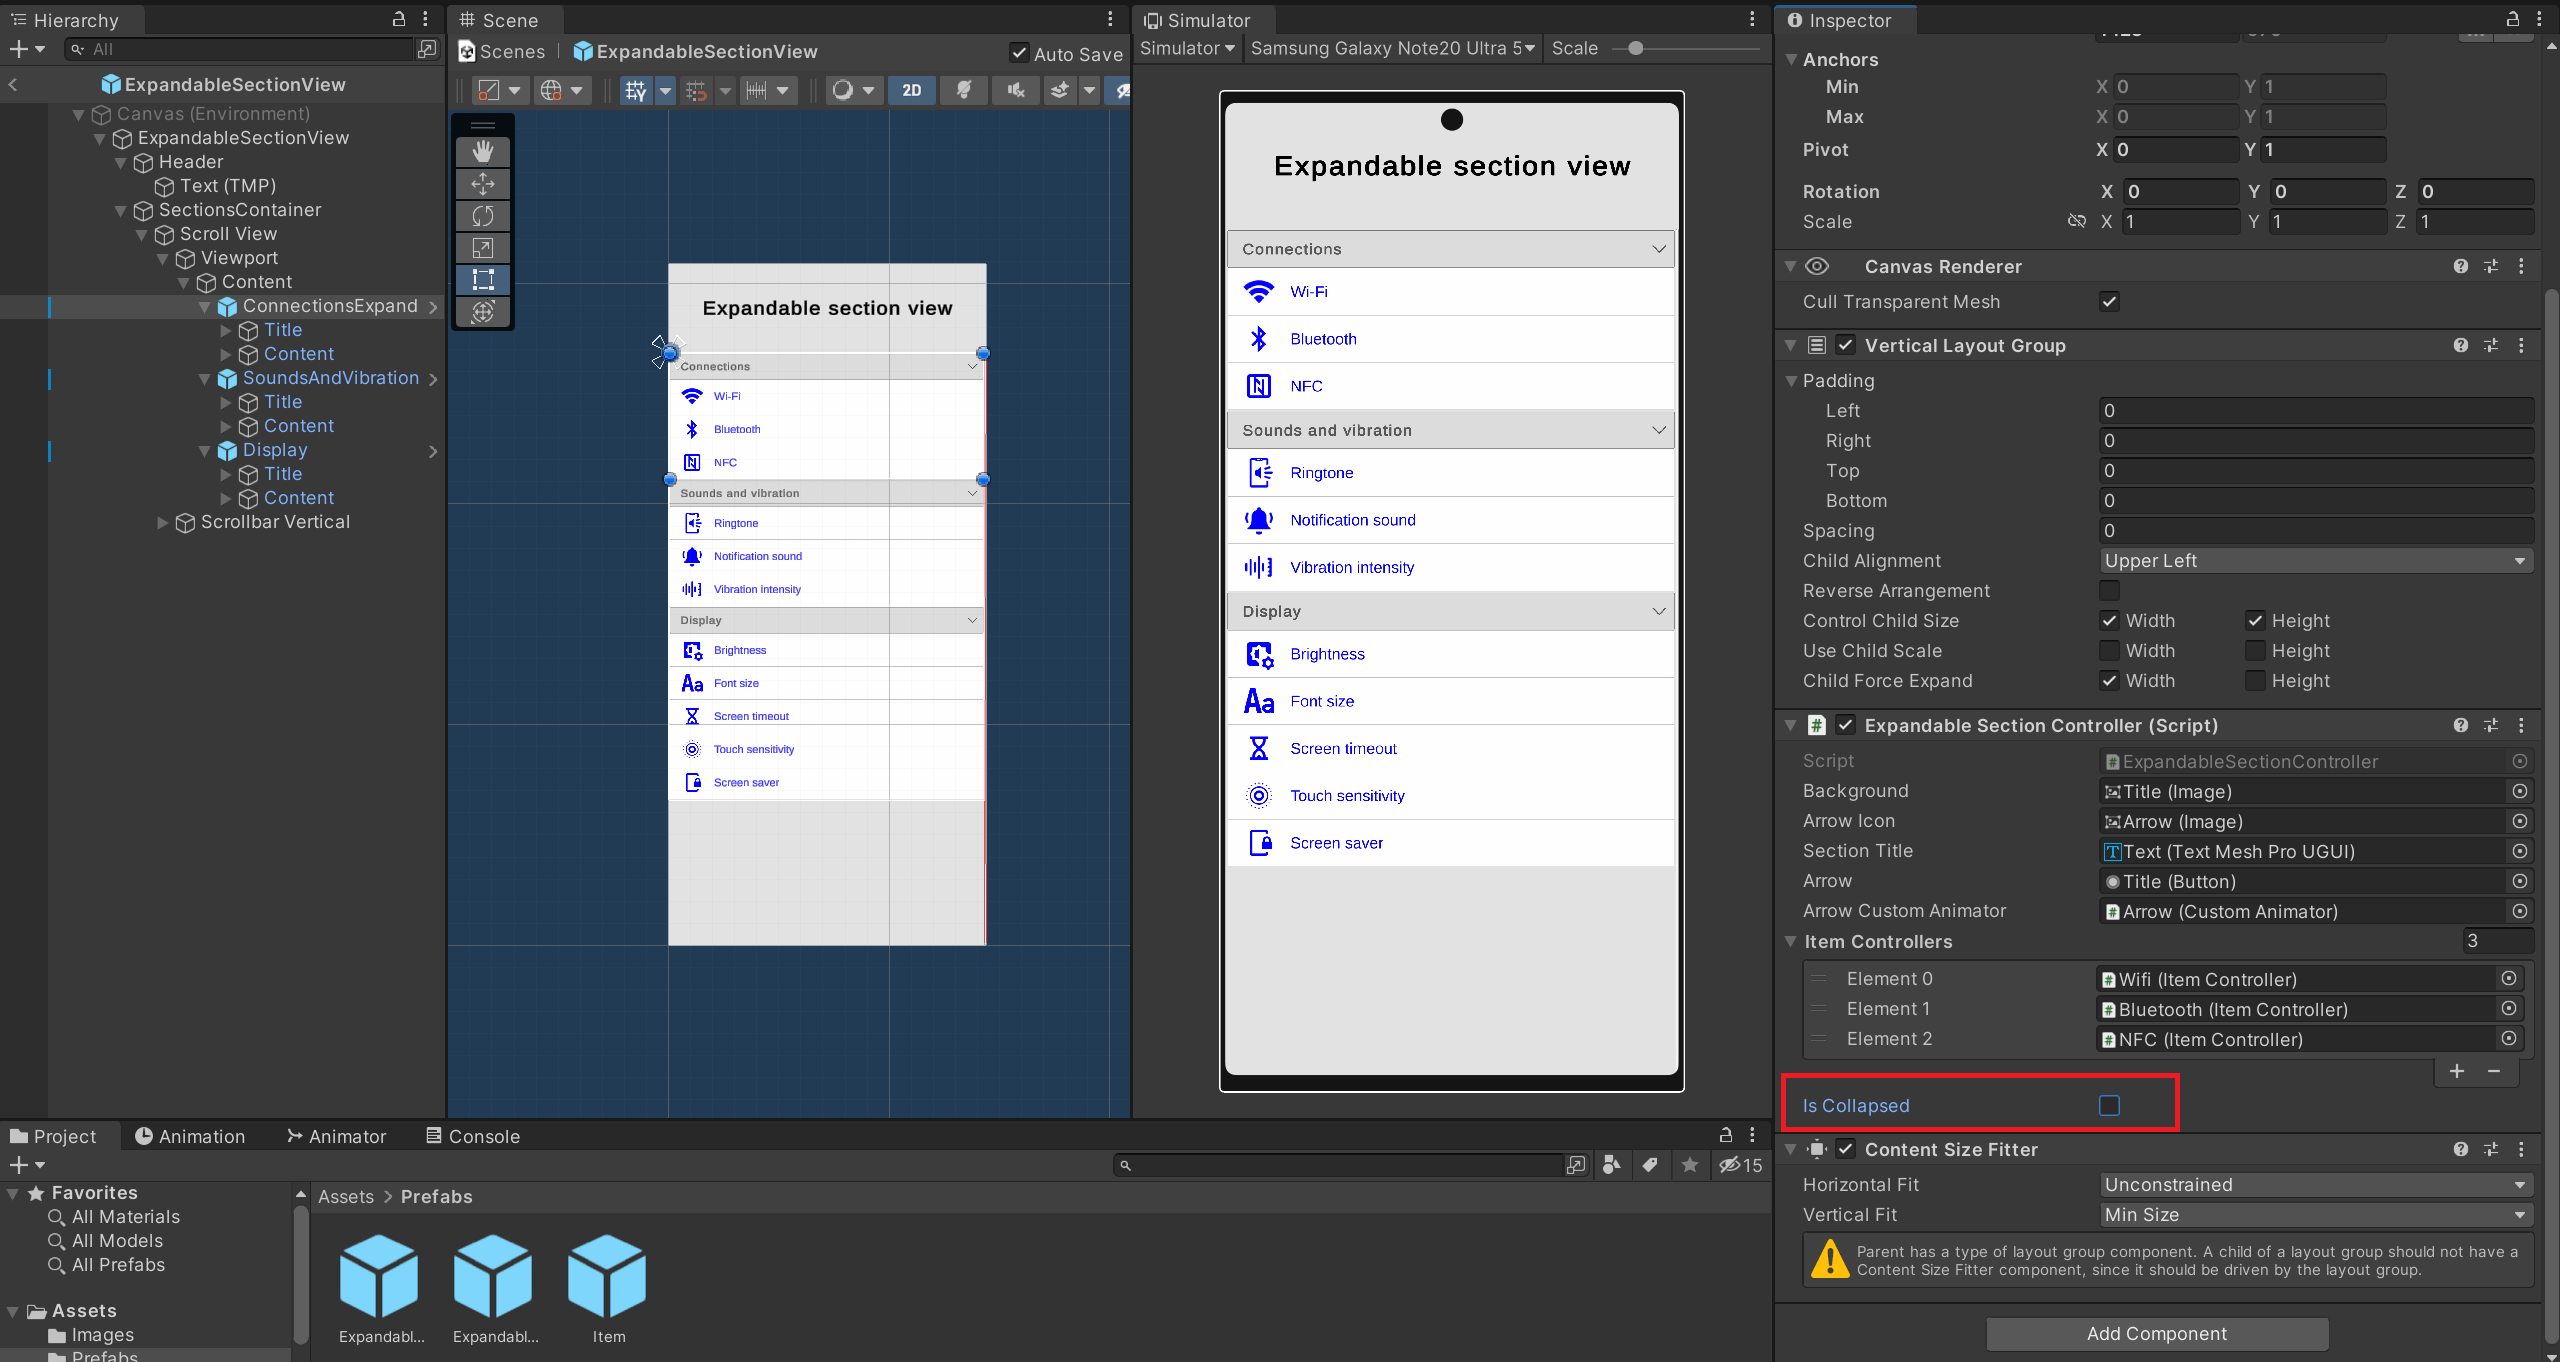 Hierarchy
All
ExpandableSectionView
Canvas (Environment)
ExpandableSectionView
Header
Text (TMP)
SectionsContainer
Scroll View
Viewport
Content
ConnectionsExpand
Title
Content
SoundsAndVibration
Title
Content
Display
Title
Content
Scrollbar Vertical
Scene
Scenes | ExpandableSectionView
Auto Save
2D
Expandable section view
Connections
Wi-Fi
Bluetooth
NFC
Sounds and vibration
Ringtone
Notification sound
Vibration intensity
Display
Brightness
Aa Font size
Screen timeout
Touch sensitivity
Screen saver
Simulator
Simulator Samsung Galaxy Note20 Ultra 5 Scale
Expandable section view
Connections
Wi-Fi
Bluetooth
NFC
Sounds and vibration
Ringtone
Notification sound
Vibration intensity
Display
Brightness
Aa Font size
Screen timeout
Touch sensitivity
Screen saver
Inspector
Anchors
Min X 0 Y 1
Max X 0 Y 1
Pivot X 0 Y 1
Rotation X 0 Y 0 Z 0
Scale X 1 Y 1 Z 1
Canvas Renderer
Cull Transparent Mesh
Vertical Layout Group
Padding
Left 0
Right 0
Top 0
Bottom 0
Spacing 0
Child Alignment Upper Left
Reverse Arrangement
Control Child Size Width Height
Use Child Scale Width Height
Child Force Expand Width Height
# Expandable Section Controller (Script)
Script # ExpandableSectionController
Background Title (Image)
Arrow Icon Arrow (Image)
Section Title T Text (Text Mesh Pro UGUI)
Arrow Title (Button)
Arrow Custom Animator # Arrow (Custom Animator)
Item Controllers 3
Element 0 # Wifi (Item Controller)
Element 1 # Bluetooth (Item Controller)
Element 2 # NFC (Item Controller)
+ −
Is Collapsed
Content Size Fitter
Horizontal Fit Unconstrained
Vertical Fit Min Size
Parent has a type of layout group component. A child of a layout group should not have a
Content Size Fitter component, since it should be driven by the layout group.
Add Component
Project Animation Animator Console
15
Favorites
All Materials
All Models
All Prefabs
Assets
Images
Prefabs
Assets > Prefabs
Expandabl...
Expandabl...
Item